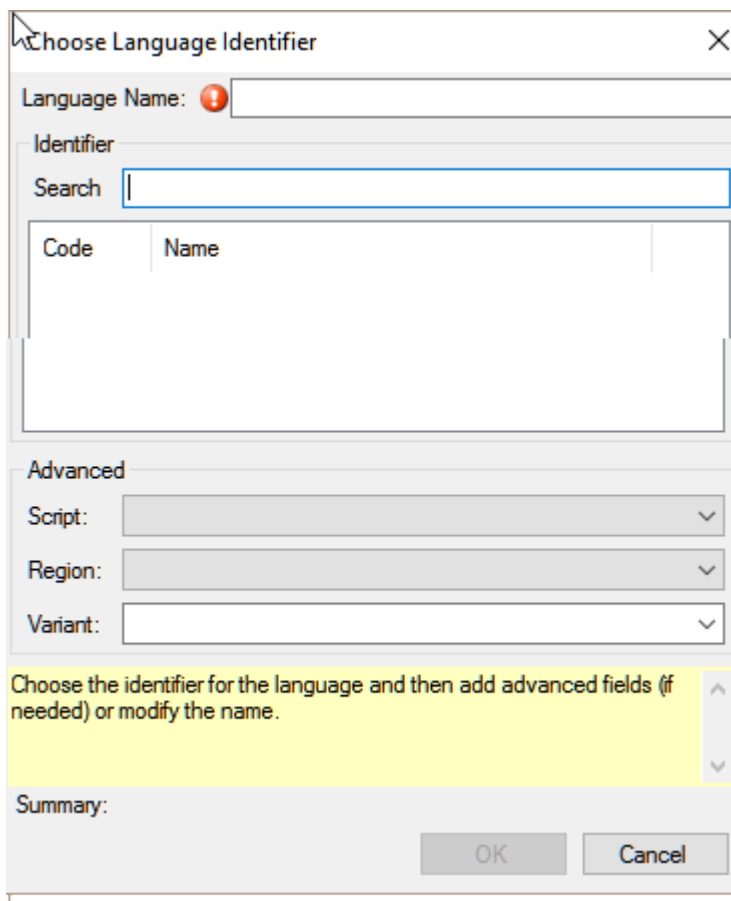 Choose Language Identifier
Language Name:
Identifier
Search
Code Name
Advanced
Script:
Region:
Variant:
Choose the identifier for the language and then add advanced fields (if
needed) or modify the name.
Summary:
OK Cancel